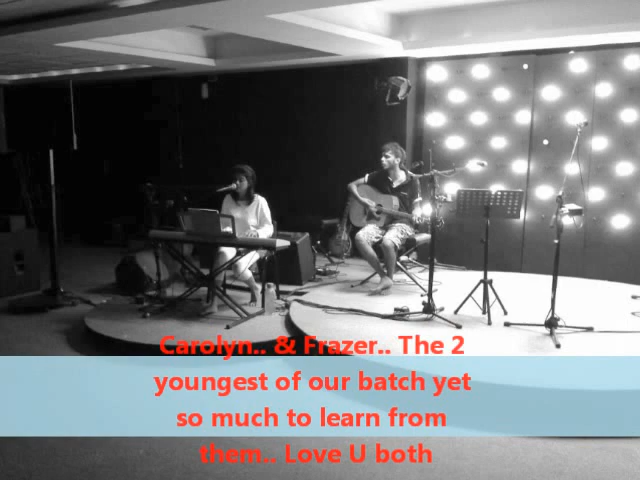 Carolyn.. & Frazer.. The 2
youngest of our batch yet
so much to learn from
them.. Love U both